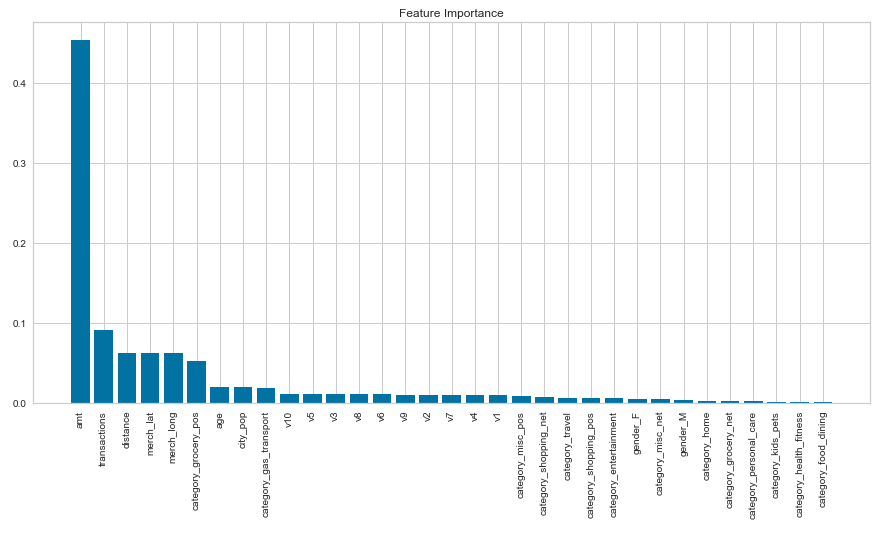 Feature Importance
0.4
0.3
0.2
0.1
0.0
amt
transactions
distance
merch_lat
merch_long
category_grocery_pos
age
city_pop
category_gas_transport
v10
v5
v3
v8
v6
v9
v2
v7
v4
v1
category_misc_pos
category_shopping_net
category_travel
category_shopping_pos
category_entertainment
gender_F
category_misc_net
gender_M
category_home
category_grocery_net
category_personal_care
category_kids_pets
category_health_fitness
category_food_dining